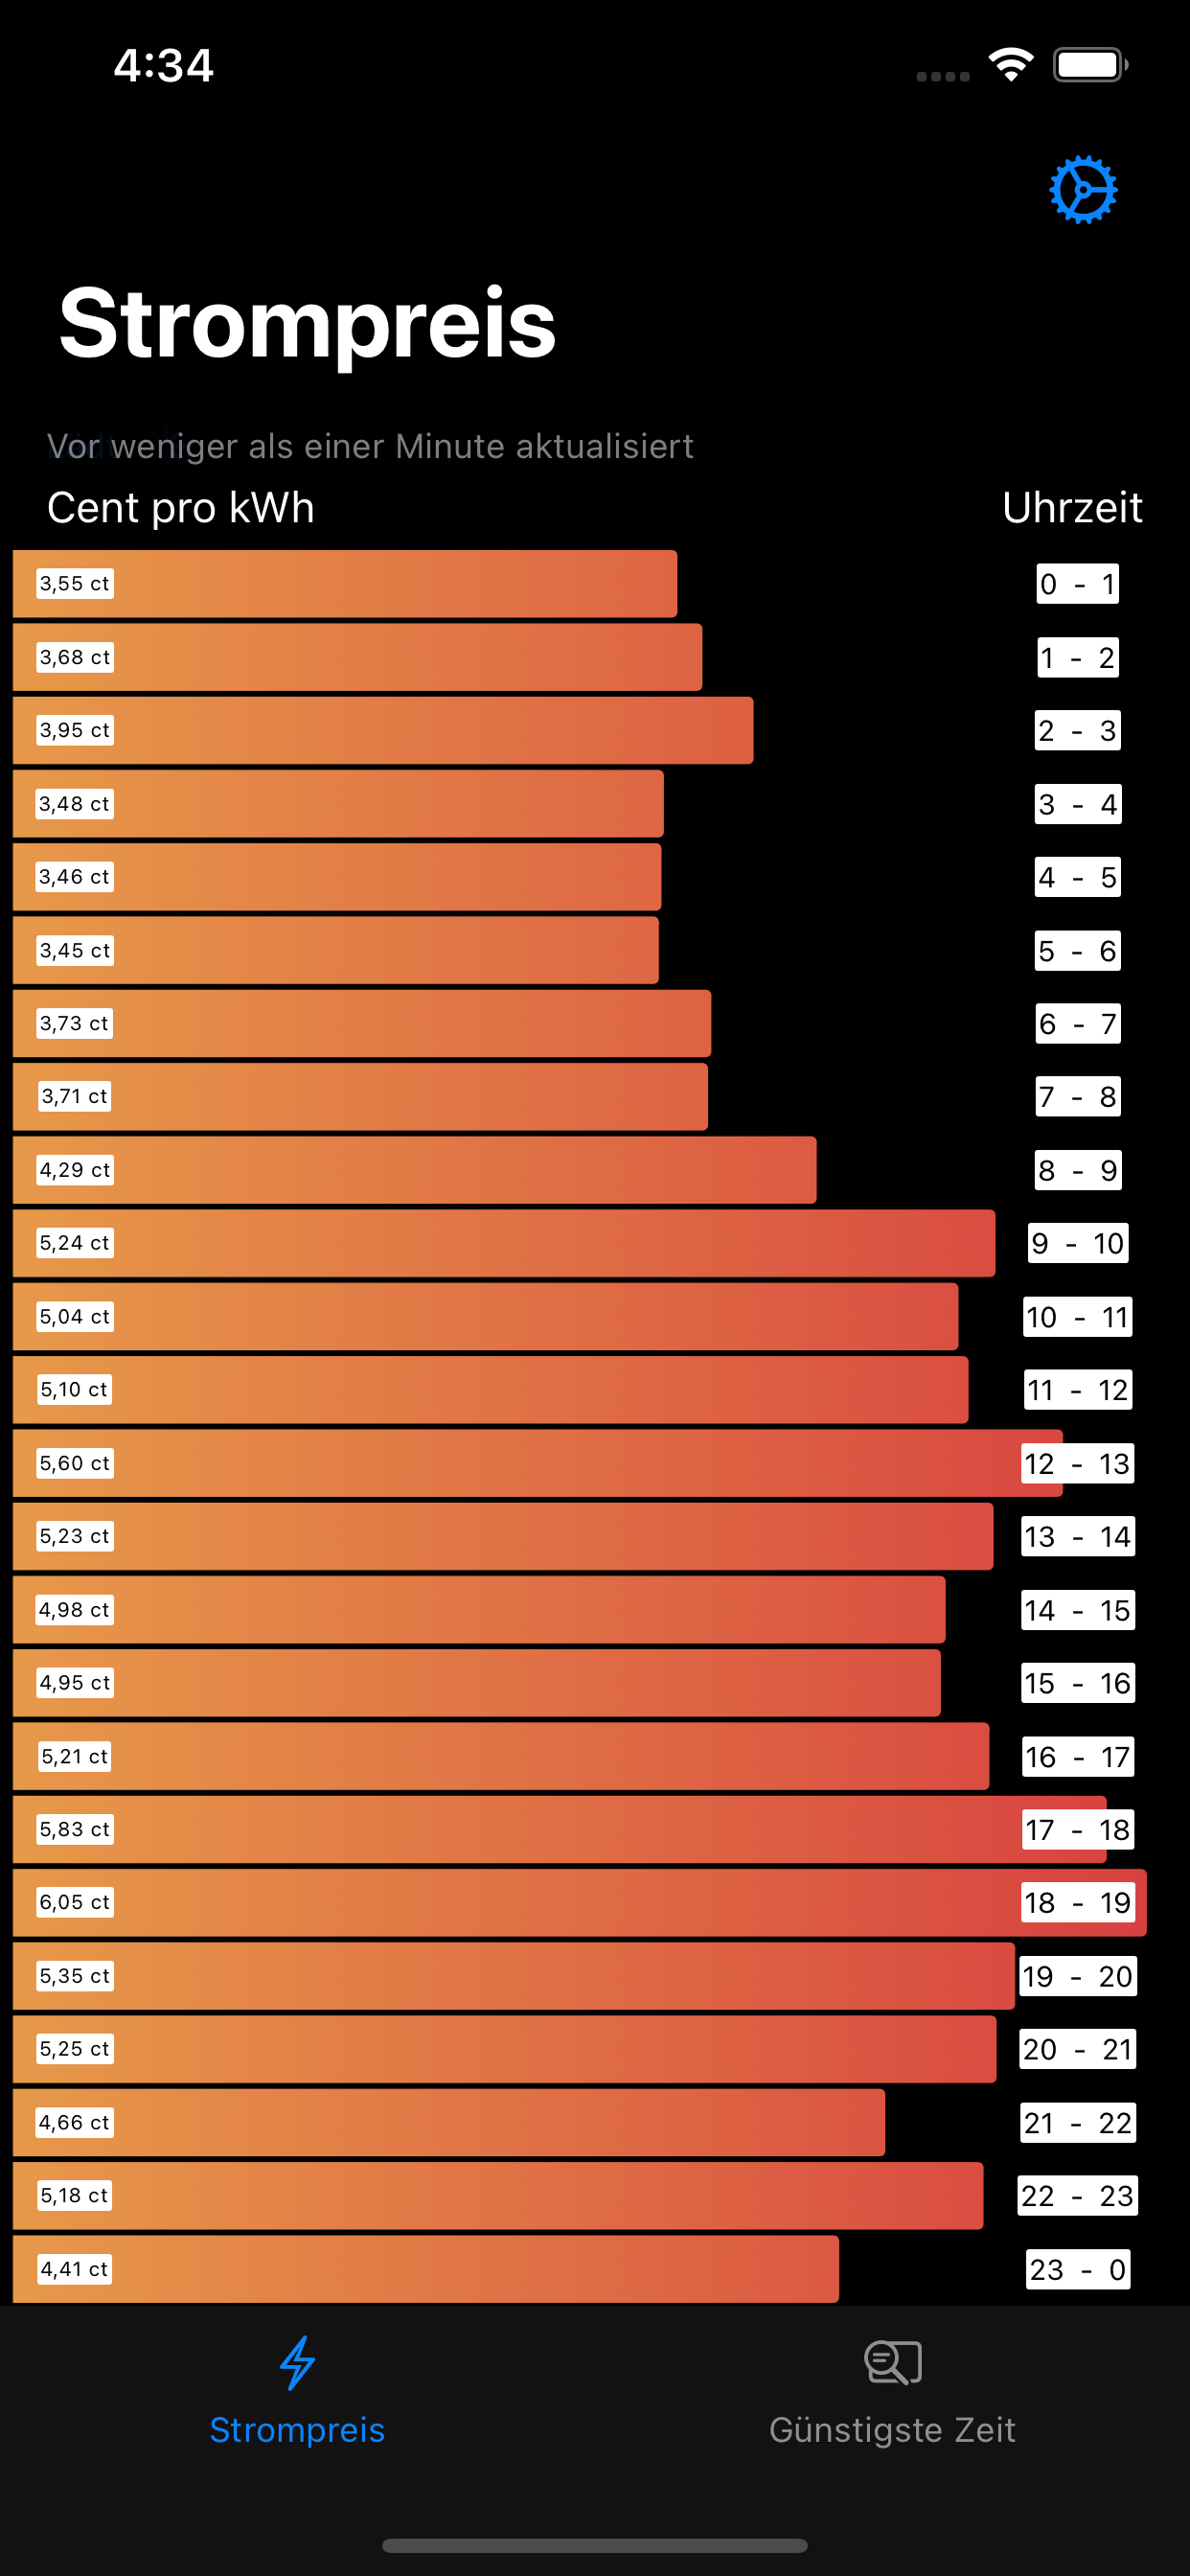 4:34
Strompreis
Vor weniger als einer Minute aktualisiert
Cent pro kWh Uhrzeit
3,55 ct 0 - 1
3,68 ct 1 - 2
3,95 ct 2 - 3
3,48 ct 3 - 4
3,46 ct 4 - 5
3,45 ct 5 - 6
3,73 ct 6 - 7
3,71 ct 7 - 8
4,29 ct 8 - 9
5,24 ct 9 - 10
5,04 ct 10 - 11
5,10 ct 11 - 12
5,60 ct 12 - 13
5,23 ct 13 - 14
4,98 ct 14 - 15
4,95 ct 15 - 16
5,21 ct 16 - 17
5,83 ct 17 - 18
6,05 ct 18 - 19
5,35 ct 19 - 20
5,25 ct 20 - 21
4,66 ct 21 - 22
5,18 ct 22 - 23
4,41 ct 23 - 0
Strompreis Günstigste Zeit